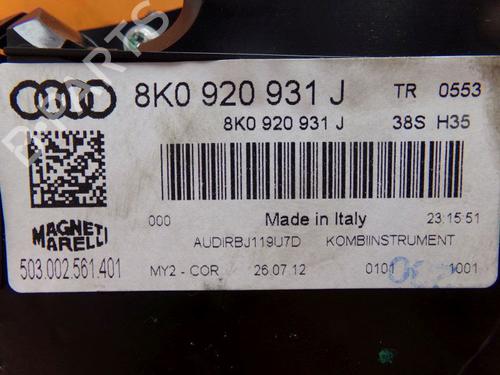 8K0 920 931 J TR 0553
8K0 920 931 J 38S H35
000 Made in Italy 23:15:51
MAGNETI
MARELLI
AUDIRBJ119U7D KOMBIINSTRUMENT
503.002.561.401 MY2 - COR 26.07.12 0101 1001